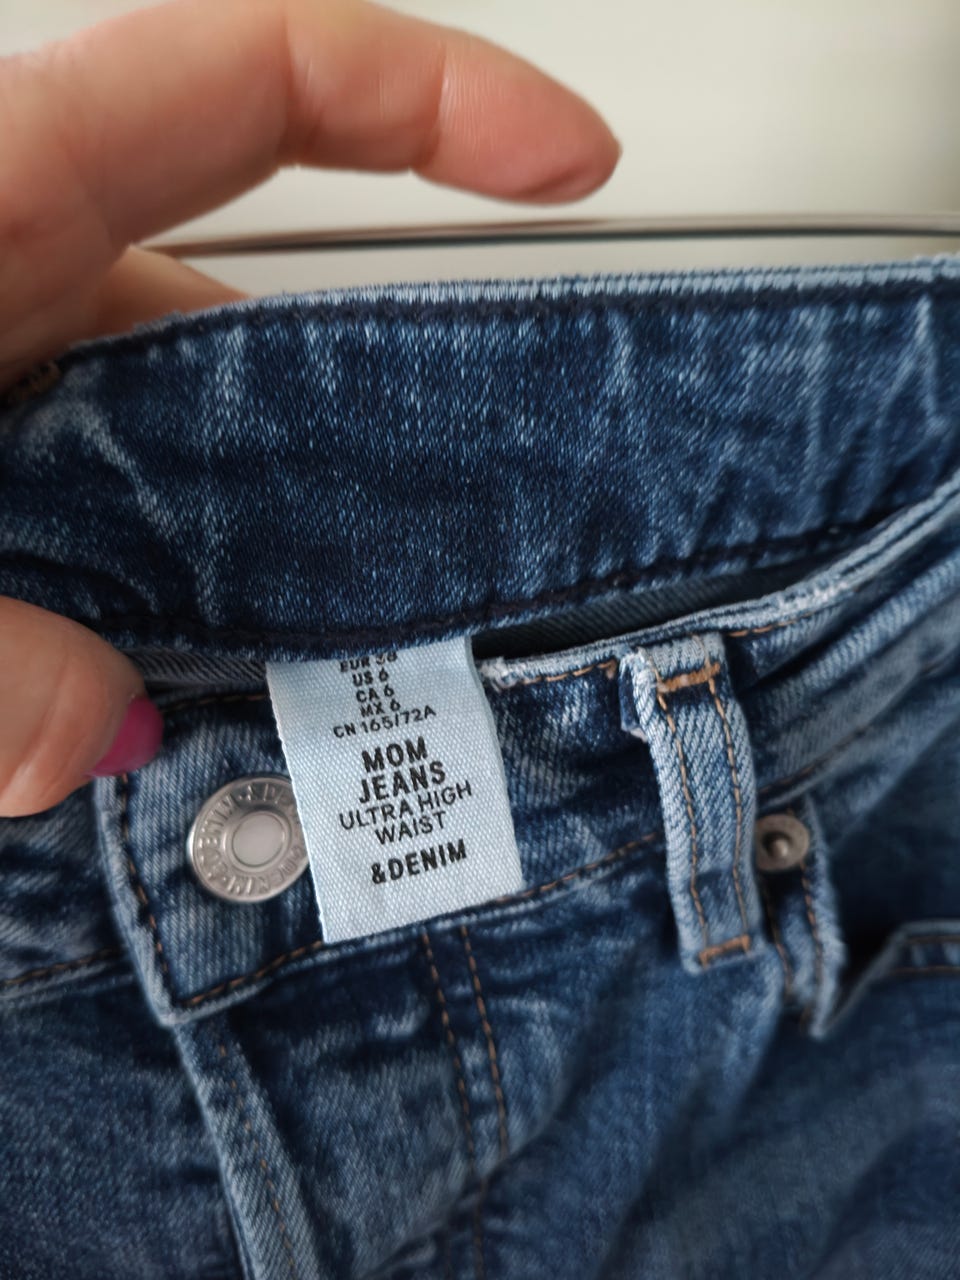 EUR 38
US 6
CA 6
MX 6
CN 165/72A
MOM
JEANS
ULTRA HIGH
WAIST
&DENIM